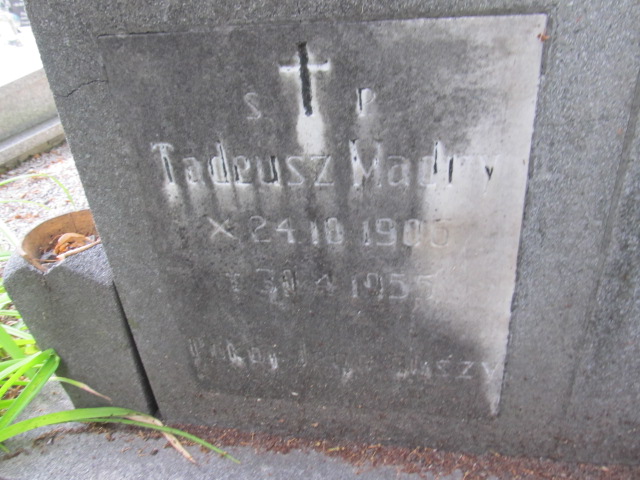 S P
Tadeusz Madry
× 24.10 1905
† 30 4 1955